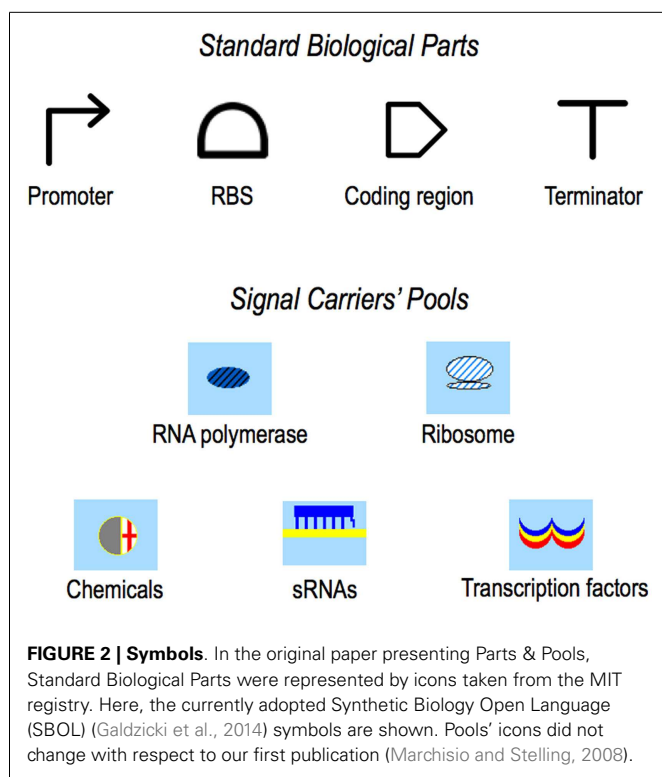 Standard Biological Parts
Promoter RBS Coding region Terminator
Signal Carriers' Pools
RNA polymerase Ribosome
Chemicals sRNAs Transcription factors
FIGURE 2 | Symbols. In the original paper presenting Parts & Pools,
Standard Biological Parts were represented by icons taken from the MIT
registry. Here, the currently adopted Synthetic Biology Open Language
(SBOL) (Galdzicki et al., 2014) symbols are shown. Pools' icons did not
change with respect to our first publication (Marchisio and Stelling, 2008).